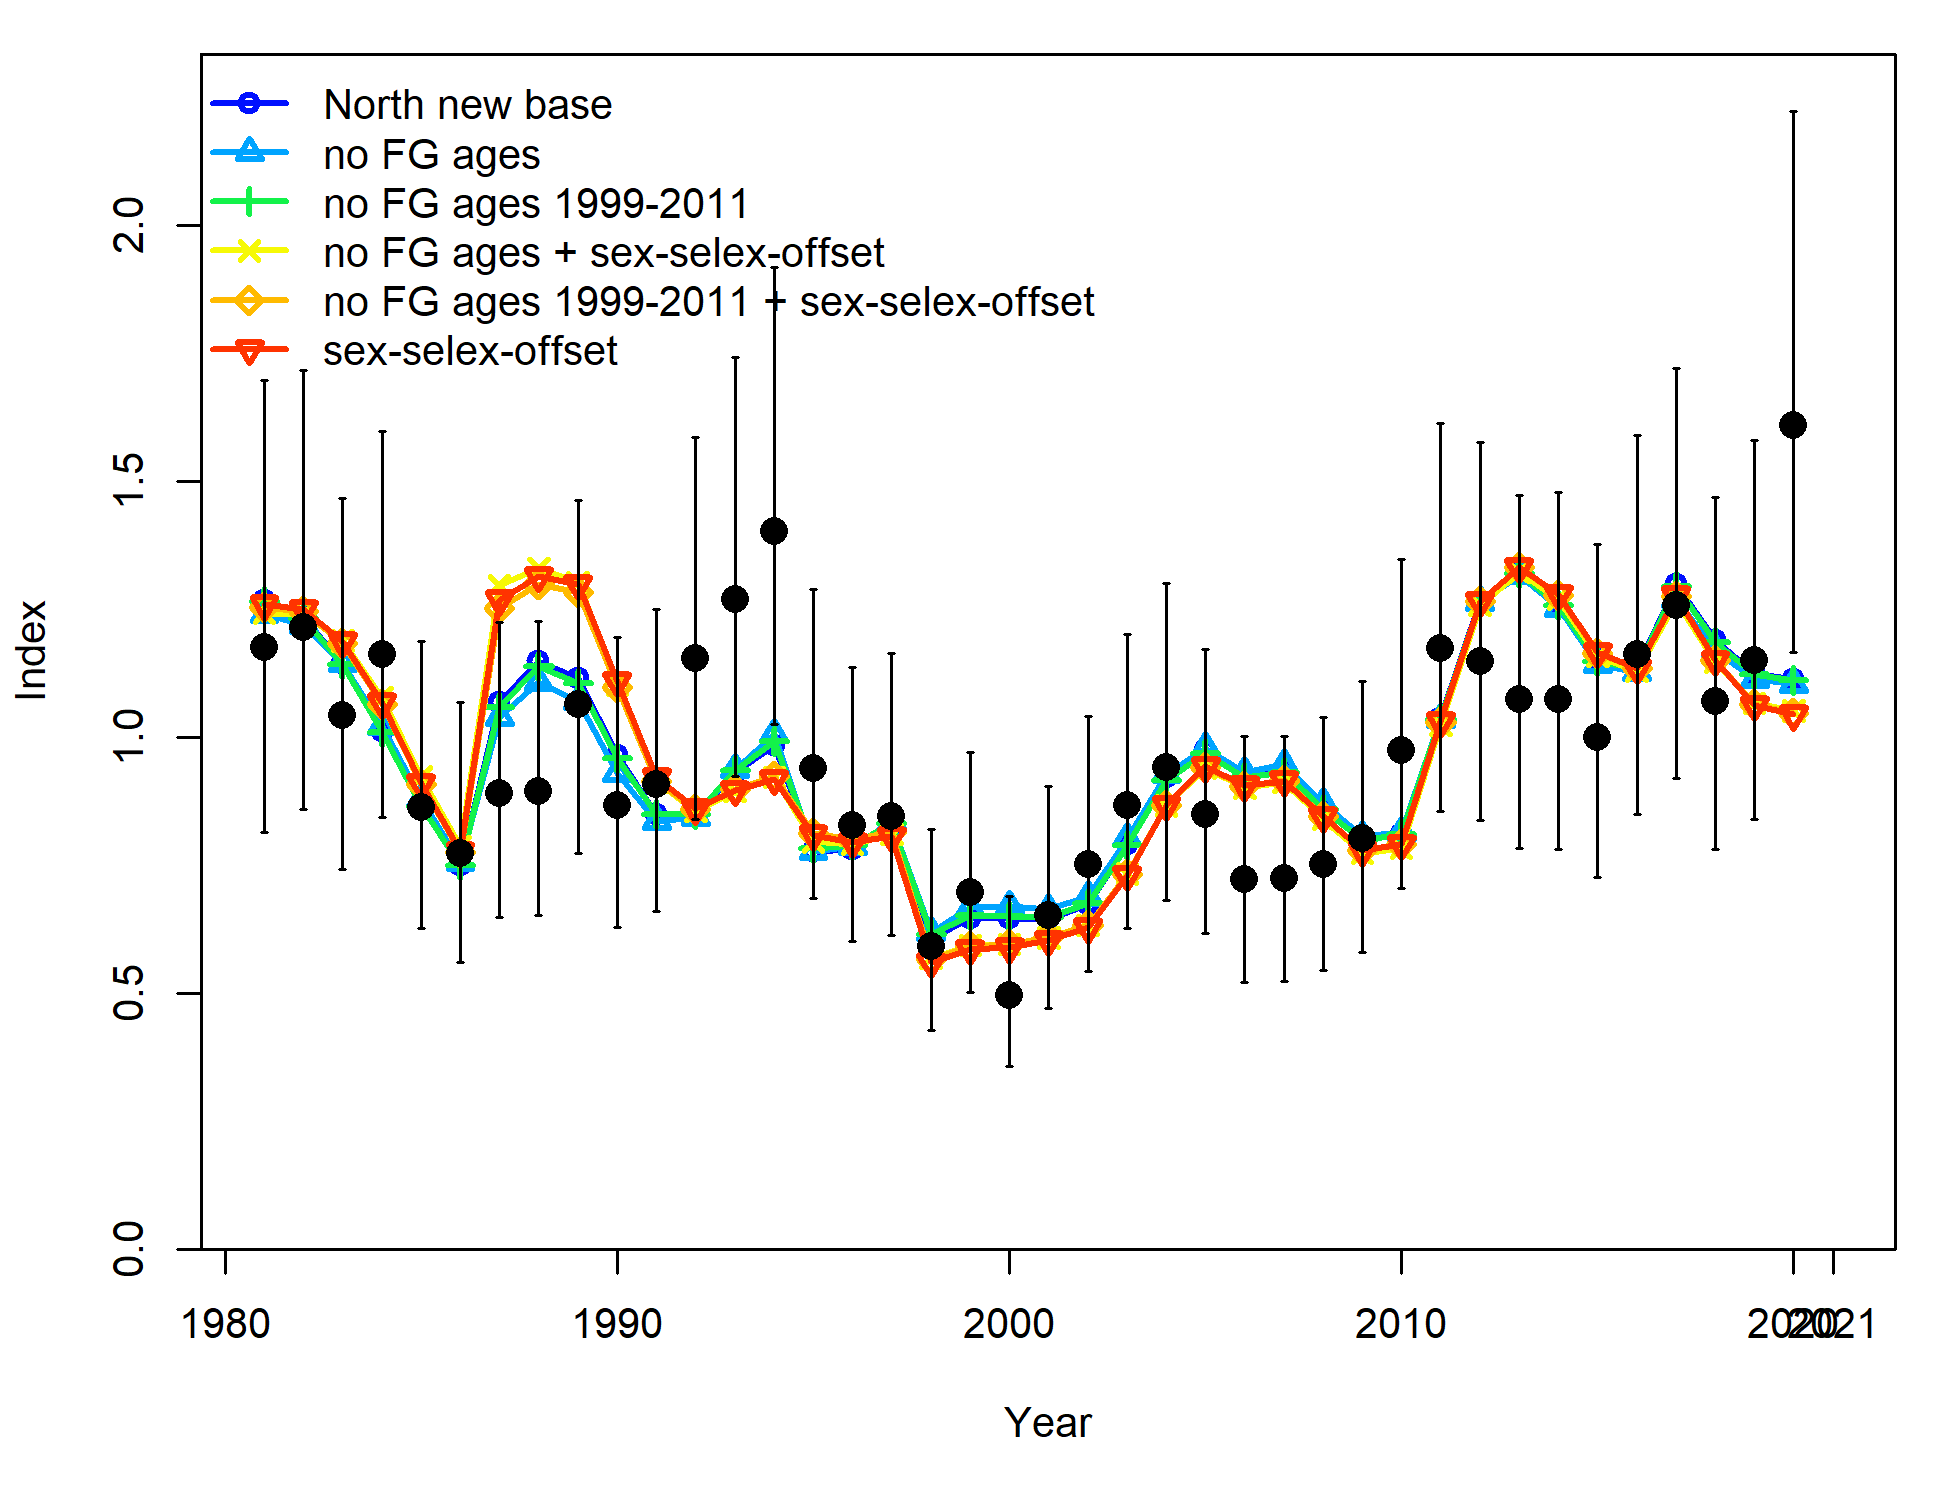 North new base
no FG ages
no FG ages 1999-2011
no FG ages + sex-selex-offset
no FG ages 1999-2011 + sex-selex-offset
sex-selex-offset
2.0
1.5
1.0
0.5
0.0
Index
1980 1990 2000 2010 2020 2021
Year